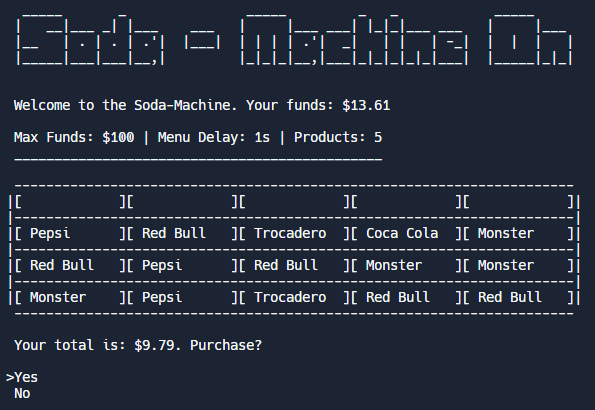 Soda - Machine On
Welcome to the Soda-Machine. Your funds: $13.61
Max Funds: $100 | Menu Delay: 1s | Products: 5
-----------------------------------------------
----------------------------------------------------------------------
|[            ][            ][            ][            ][            ]|
|----------------------------------------------------------------------|
|[ Pepsi      ][ Red Bull   ][ Trocadero  ][ Coca Cola  ][ Monster    ]|
|----------------------------------------------------------------------|
|[ Red Bull   ][ Pepsi      ][ Red Bull   ][ Monster    ][ Monster    ]|
|----------------------------------------------------------------------|
|[ Monster    ][ Pepsi      ][ Trocadero  ][ Red Bull   ][ Red Bull   ]|
----------------------------------------------------------------------
Your total is: $9.79. Purchase?
>Yes
No